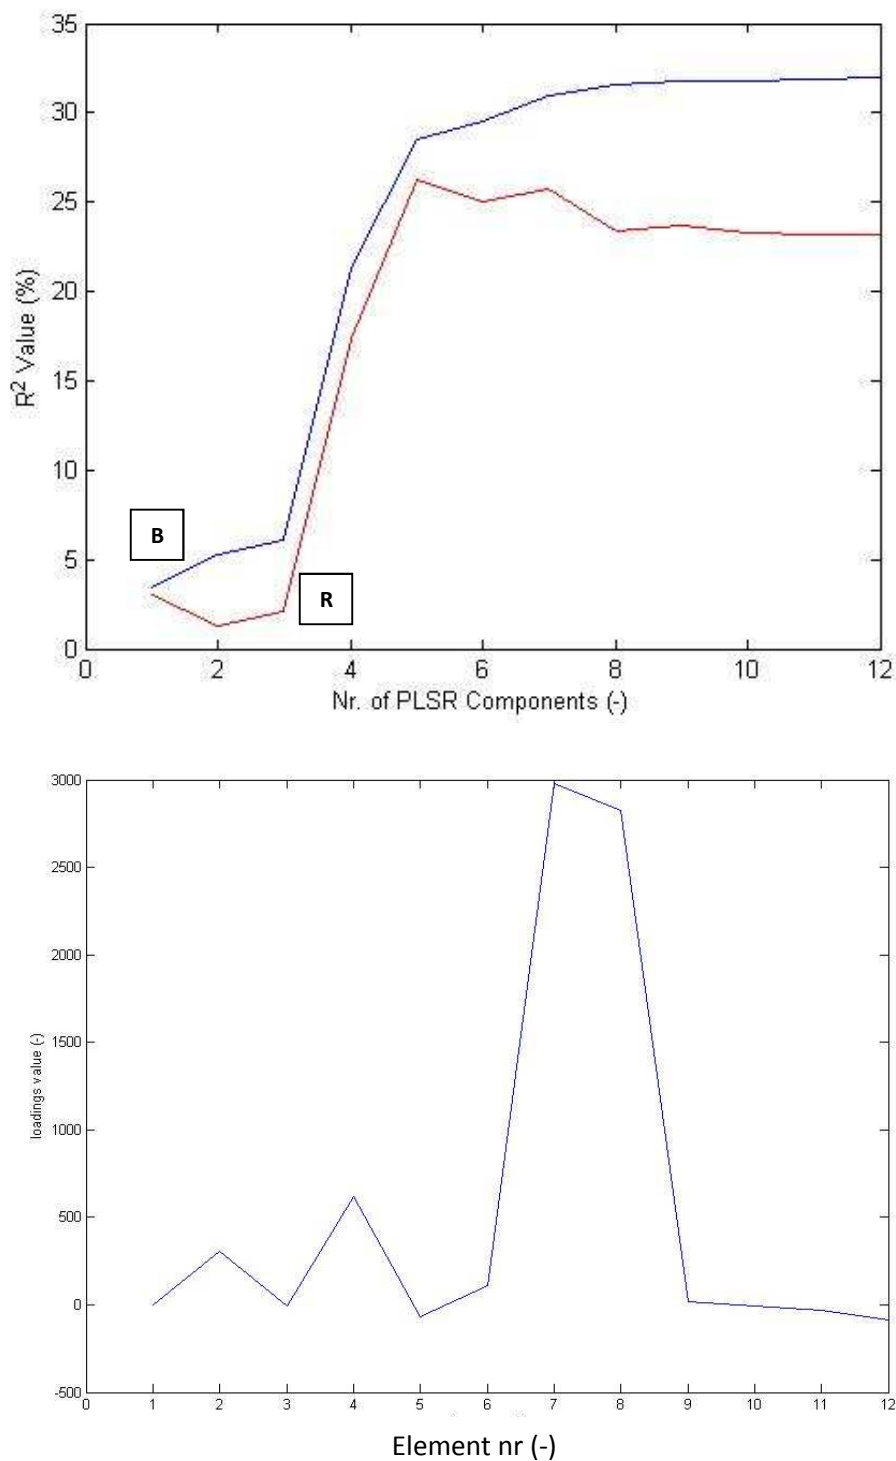 35
30
25
20
15
10
5
0
R² Value (%)
B
R
0 2 4 6 8 10 12
Nr. of PLSR Components (-)
3000
2500
2000
1500
1000
500
0
-500
loadings value (-)
0 1 2 3 4 5 6 7 8 9 10 11 12
Element nr (-)